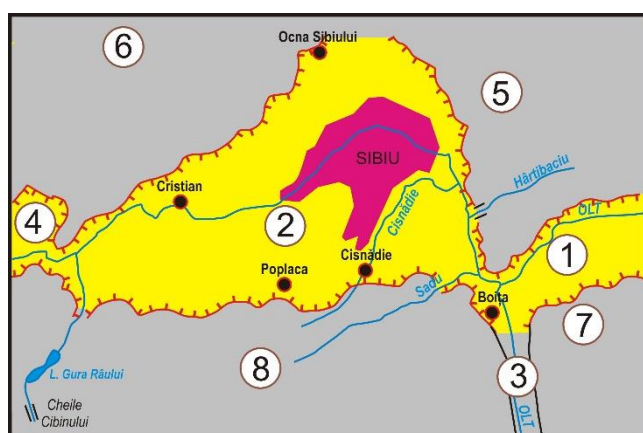 6
Ocna Sibiului
5
SIBIU
Hârtibaciu
Cristian
4
2
Cisnădie
OLT
1
Poplaca
Cisnădie
Sadu
Boița
7
L. Gura Râului
8
3
Cheile
Cibinului
OLT